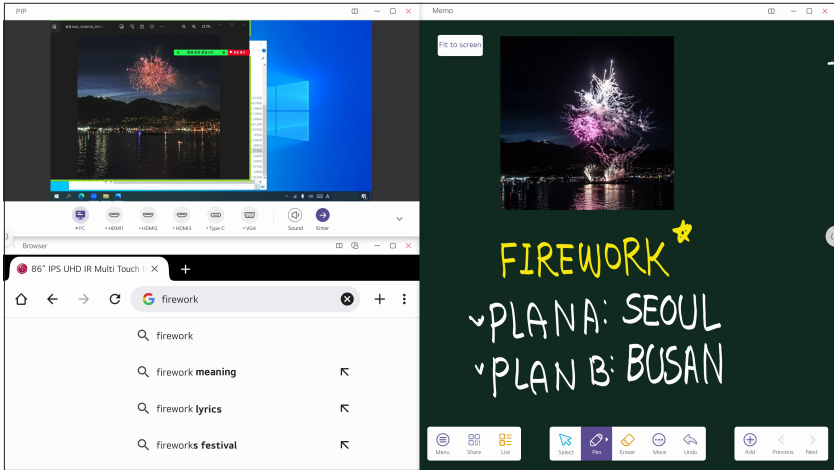 PIP
PC
HDMI1
HDMI2
HDMI3
Type-C
VGA
Sound
Enter
Browser
86" IPS UHD IR Multi Touch
firework
firework
firework meaning
firework lyrics
fireworks festival
Memo
Fit to screen
FIREWORK
PLAN A: SEOUL
PLAN B: BUSAN
Menu
Share
List
Select
Pen
Eraser
More
Undo
Add
Previous
Next